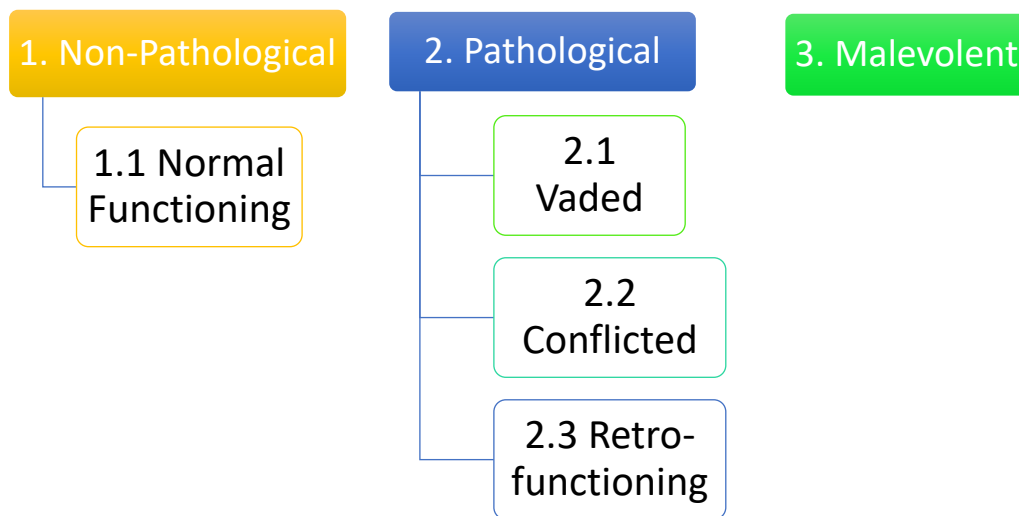 1. Non-Pathological
1.1 Normal
Functioning
2. Pathological
2.1
Vaded
2.2
Conflicted
2.3 Retro-
functioning
3. Malevolent